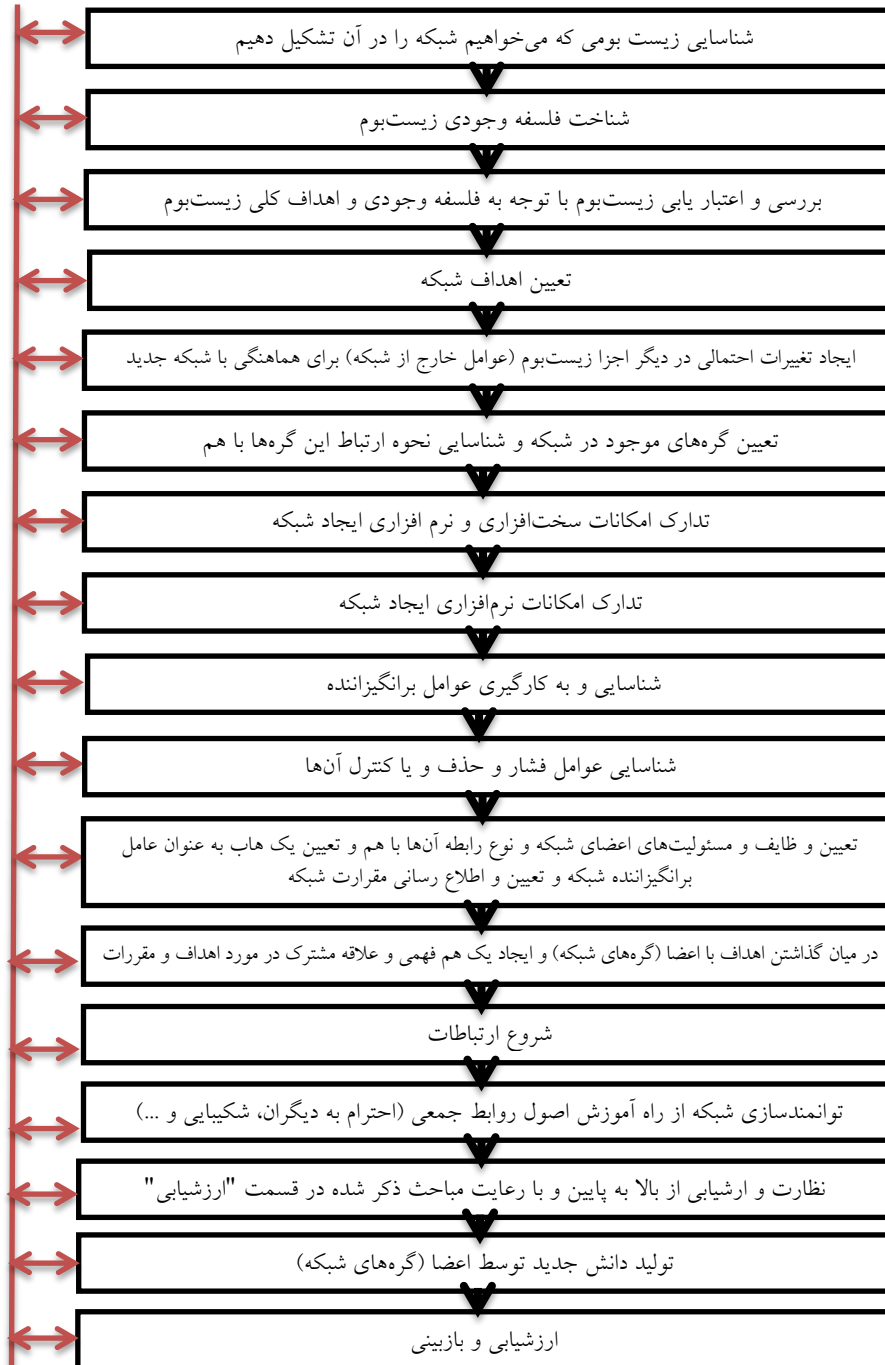 شناسایی زیست بومی که می‌خواهیم شبکه را در آن تشکیل دهیم
شناخت فلسفه وجودی زیست‌بوم
بررسی و اعتبار یابی زیست‌بوم با توجه به فلسفه وجودی و اهداف کلی زیست‌بوم
تعیین اهداف شبکه
ایجاد تغییرات احتمالی در دیگر اجزا زیست‌بوم (عوامل خارج از شبکه) برای هماهنگی با شبکه جدید
تعیین گره‌های موجود در شبکه و شناسایی نحوه ارتباط این گره‌ها با هم
تدارک امکانات سخت‌افزاری و نرم افزاری ایجاد شبکه
تدارک امکانات نرم‌افزاری ایجاد شبکه
شناسایی و به کارگیری عوامل برانگیزاننده
شناسایی عوامل فشار و حذف و یا کنترل آن‌ها
تعیین و ظایف و مسئولیت‌های اعضای شبکه و نوع رابطه آن‌ها با هم و تعیین یک هاب به عنوان عامل
برانگیزاننده شبکه و تعیین و اطلاع رسانی مقرارت شبکه
در میان گذاشتن اهداف با اعضا (گره‌های شبکه) و ایجاد یک هم فهمی و علاقه مشترک در مورد اهداف و مقررات
شروع ارتباطات
توانمندسازی شبکه از راه آموزش اصول روابط جمعی (احترام به دیگران، شکیبایی و ...)
نظارت و ارشیابی از بالا به پایین و با رعایت مباحث ذکر شده در قسمت "ارزشیابی"
تولید دانش جدید توسط اعضا (گره‌های شبکه)
ارزشیابی و بازبینی